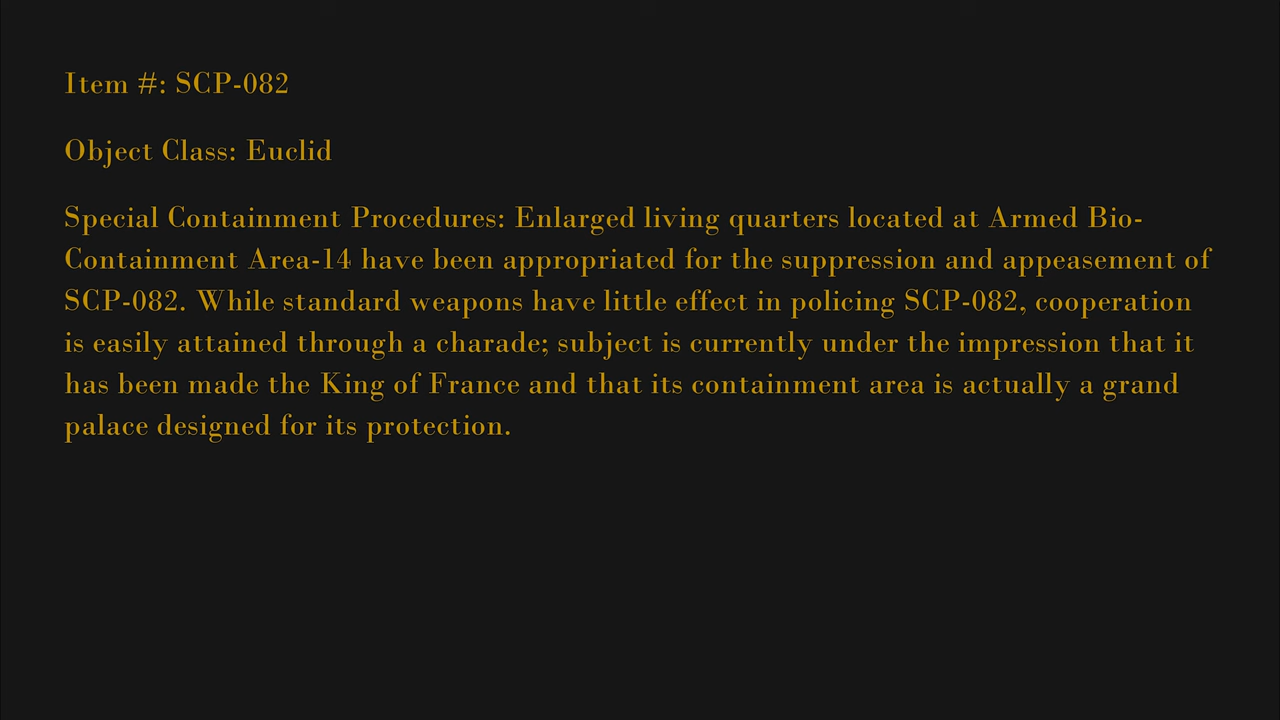 Item #: SCP-082
Object Class: Euclid
Special Containment Procedures: Enlarged living quarters located at Armed Bio-
Containment Area-14 have been appropriated for the suppression and appeasement of
SCP-082. While standard weapons have little effect in policing SCP-082, cooperation
is easily attained through a charade; subject is currently under the impression that it
has been made the King of France and that its containment area is actually a grand
palace designed for its protection.